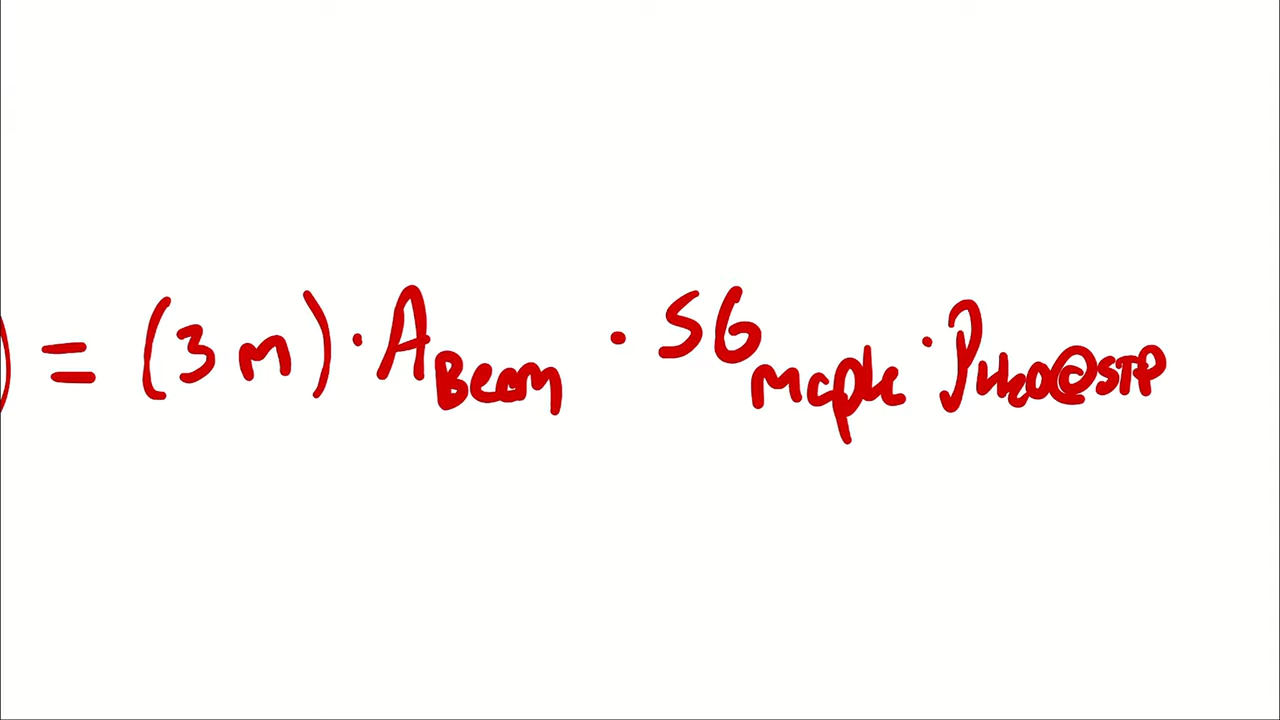 ) = (3 m) · A_Beam · SG_Maple · ρ_H₂O@STP